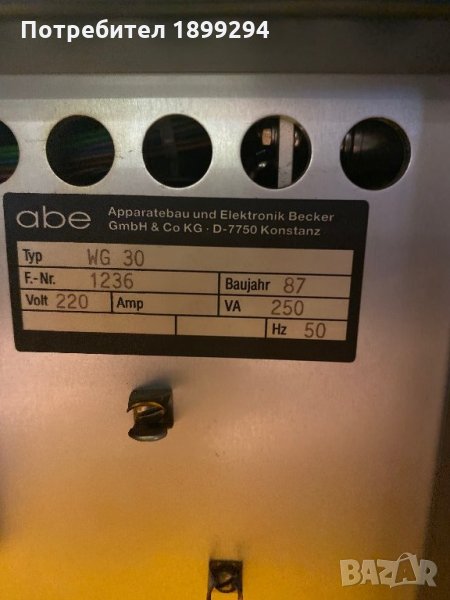 Потребител 1899294
abe
Apparatebau und Elektronik Becker
GmbH & Co KG · D-7750 Konstanz
Typ WG 30
F.-Nr. 1236
Baujahr 87
Volt 220 Amp VA 250
Hz 50
BAZAR